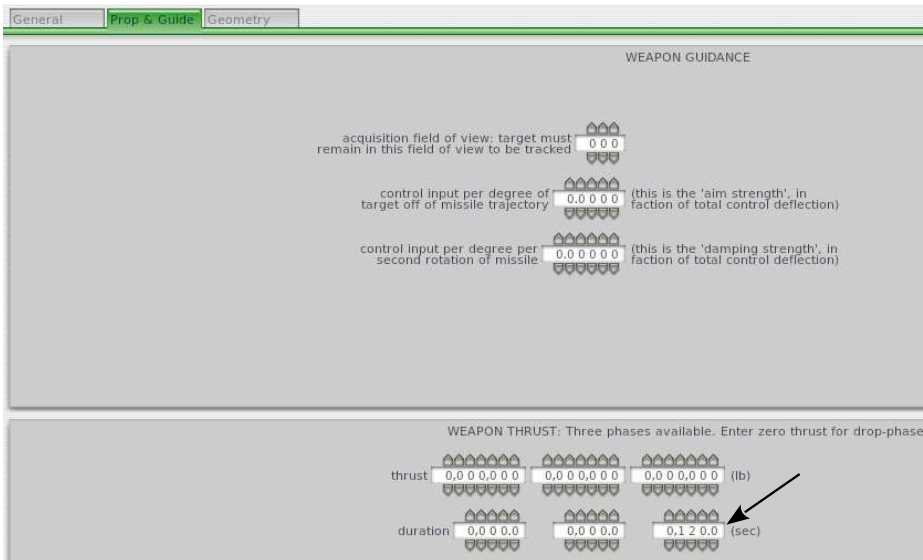 General Prop & Guide Geometry
WEAPON GUIDANCE
acquisition field of view: target must
remain in this field of view to be tracked
0 0 0
control input per degree of
target off of missile trajectory
0.0 0 0 0
(this is the 'aim strength', in
faction of total control deflection)
control input per degree per
second rotation of missile
0.0 0 0 0 0
(this is the 'damping strength', in
faction of total control deflection)
WEAPON THRUST: Three phases available. Enter zero thrust for drop-phase
thrust 0,0 0 0,0 0 0 0,0 0 0,0 0 0 0,0 0 0,0 0 0 (lb)
duration 0,0 0 0.0 0,0 0 0.0 0,1 2 0.0 (sec)